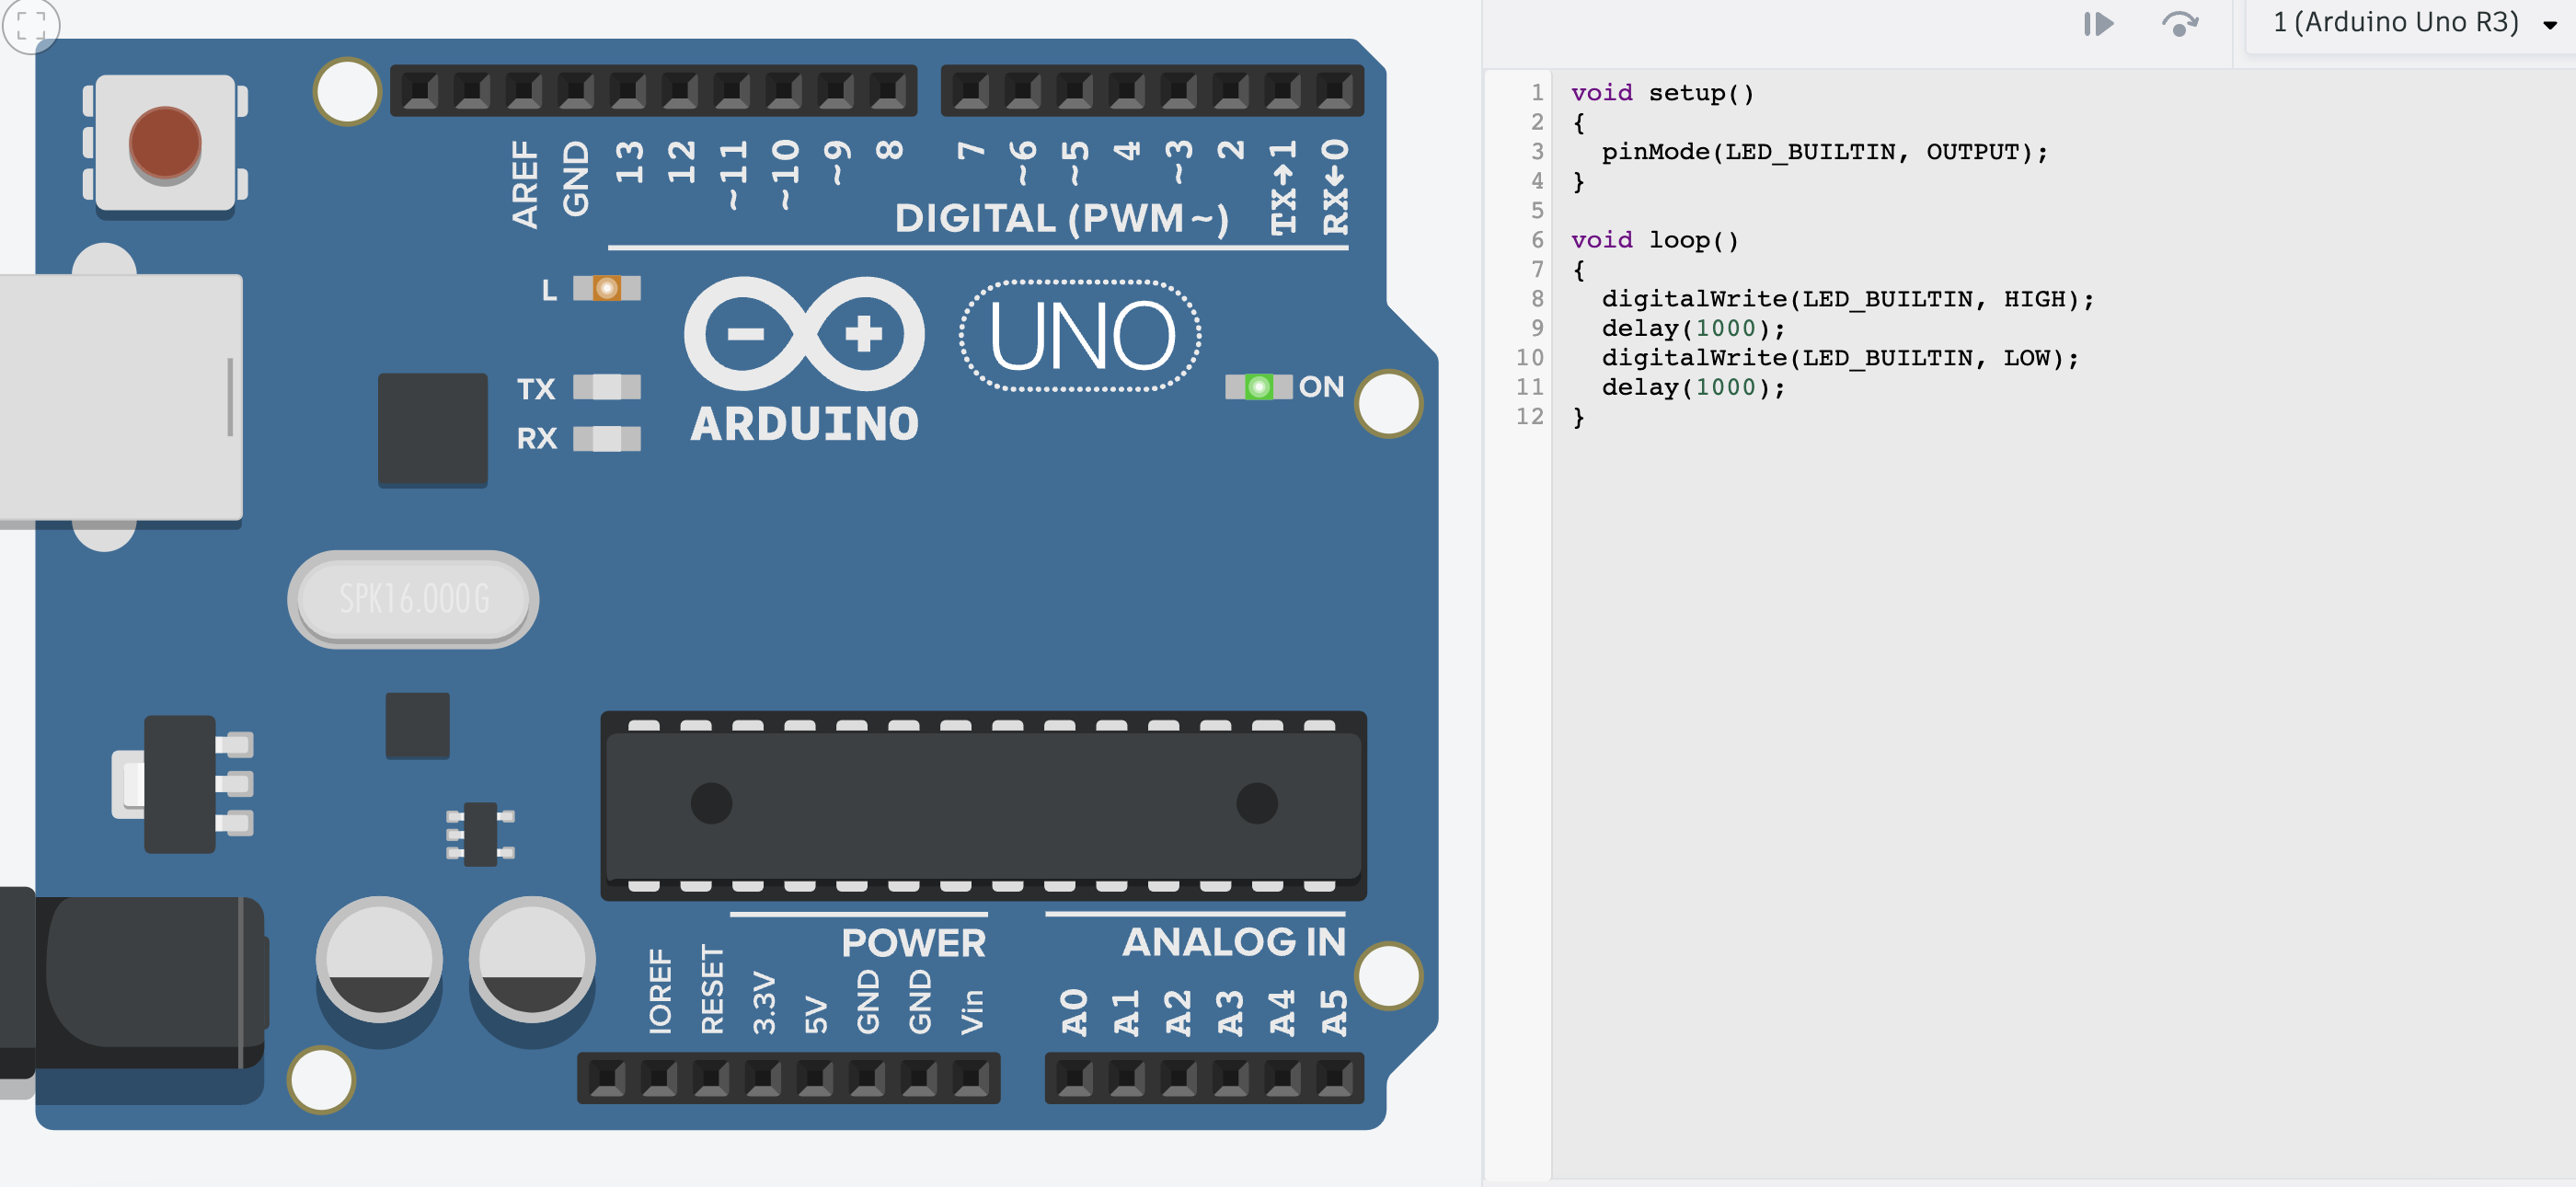 1 (Arduino Uno R3)
AREF
GND
13
12
~11
~10
~9
8
7
~6
~5
4
~3
2
TX→1
RX←0
DIGITAL (PWM ~)
L
TX
RX
ARDUINO
UNO
ON
SPK16.000G
POWER
ANALOG IN
IOREF
RESET
3.3V
5V
GND
GND
Vin
A0
A1
A2
A3
A4
A5
1 void setup()
2 {
3   pinMode(LED_BUILTIN, OUTPUT);
4 }
5
6 void loop()
7 {
8   digitalWrite(LED_BUILTIN, HIGH);
9   delay(1000);
10   digitalWrite(LED_BUILTIN, LOW);
11   delay(1000);
12 }